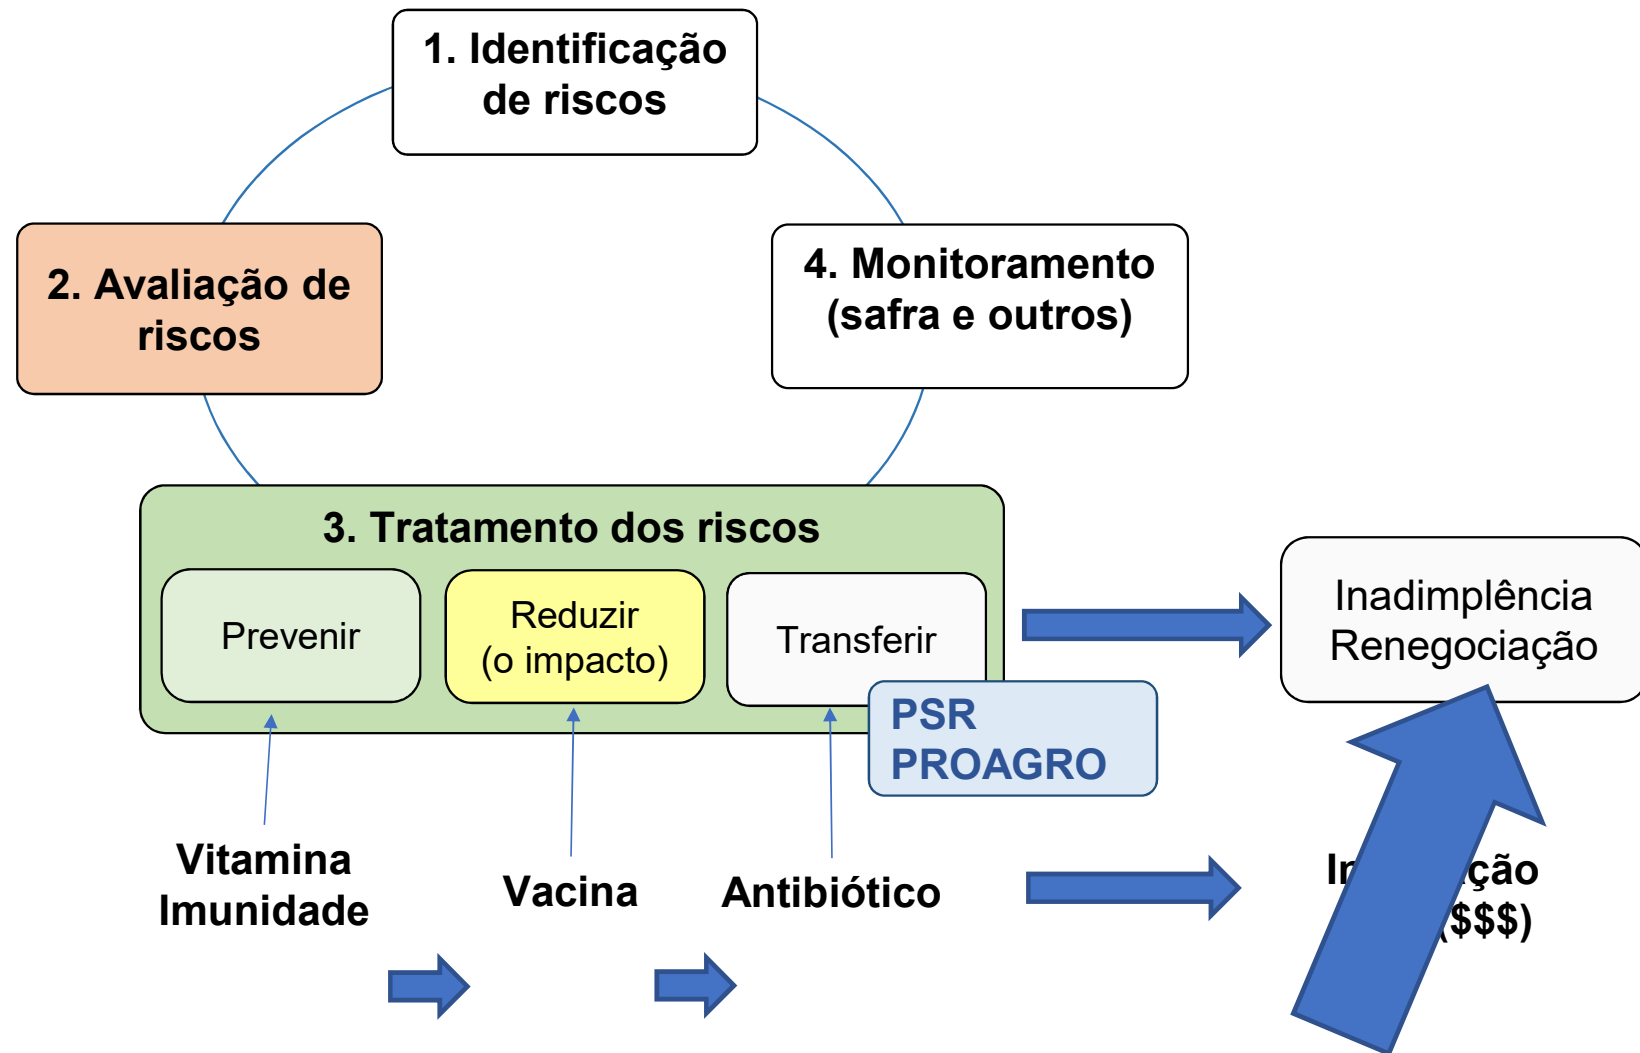 1. Identificação
de riscos
2. Avaliação de
riscos
4. Monitoramento
(safra e outros)
3. Tratamento dos riscos
Prevenir
Reduzir
(o impacto)
Transferir
PSR
PROAGRO
Inadimplência
Renegociação
Vitamina
Imunidade
Vacina
Antibiótico
($$$)